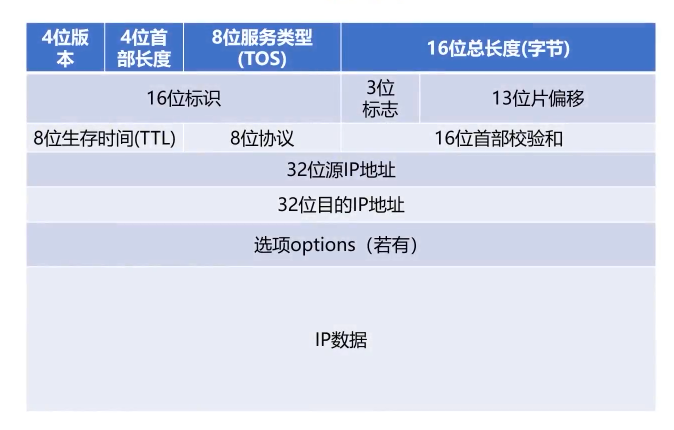 4位版
本
4位首
部长度
8位服务类型
(TOS)
16位总长度(字节)
16位标识
3位
标志
13位片偏移
8位生存时间(TTL)
8位协议
16位首部校验和
32位源IP地址
32位目的IP地址
选项options（若有）
IP数据